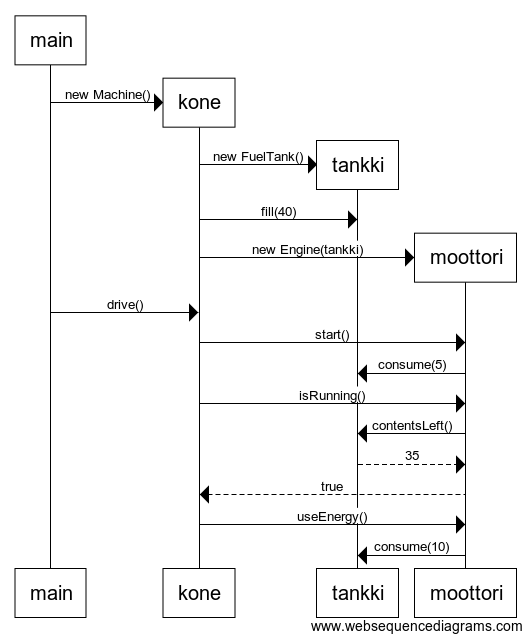 main
new Machine()
kone
new FuelTank()
tankki
fill(40)
new Engine(tankki)
moottori
drive()
start()
consume(5)
isRunning()
contentsLeft()
35
true
useEnergy()
consume(10)
main kone tankki moottori
www.websequencediagrams.com